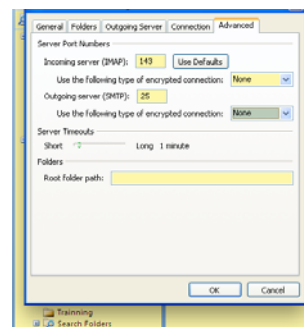 General Folders Outgoing Server Connection Advanced
Server Port Numbers
Incoming server (IMAP): 143 Use Defaults
Use the following type of encrypted connection: None
Outgoing server (SMTP): 25
Use the following type of encrypted connection: None
Server Timeouts
Short Long 1 minute
Folders
Root folder path:
OK Cancel
Trainning
Search Folders